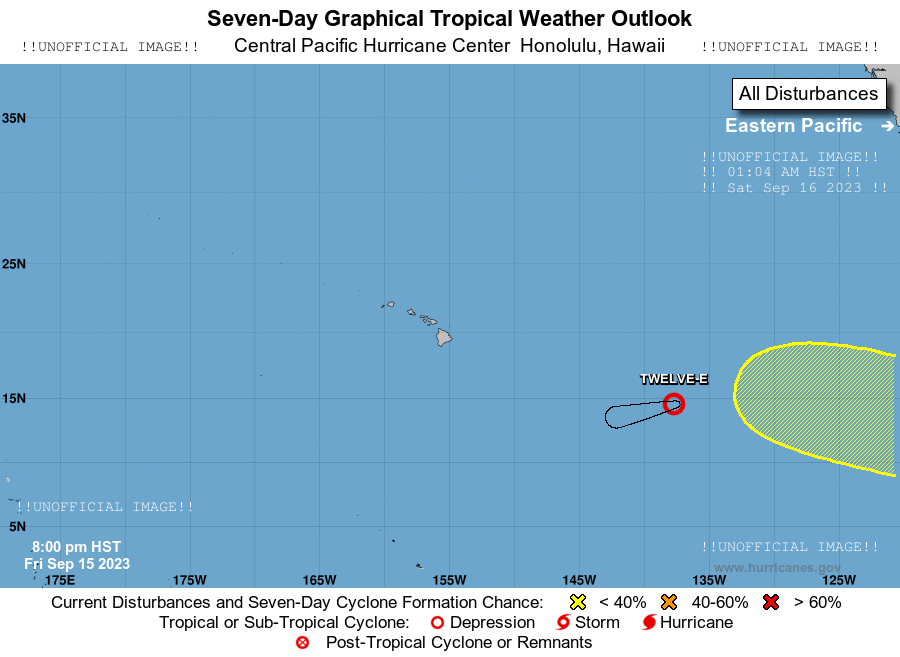 Seven-Day Graphical Tropical Weather Outlook
!!UNOFFICIAL IMAGE!! Central Pacific Hurricane Center Honolulu, Hawaii !!UNOFFICIAL IMAGE!!
All Disturbances
35N
Eastern Pacific →
!!UNOFFICIAL IMAGE!!
!! 01:04 AM HST !!
!! Sat Sep 16 2023 !!
25N
TWELVE-E
15N
!!UNOFFICIAL IMAGE!!
5N
8:00 pm HST
Fri Sep 15 2023
!!UNOFFICIAL IMAGE!!
www.hurricanes.gov
175E 175W 165W 155W 145W 135W 125W
Current Disturbances and Seven-Day Cyclone Formation Chance: < 40% 40-60% > 60%
Tropical or Sub-Tropical Cyclone: Depression Storm Hurricane
Post-Tropical Cyclone or Remnants